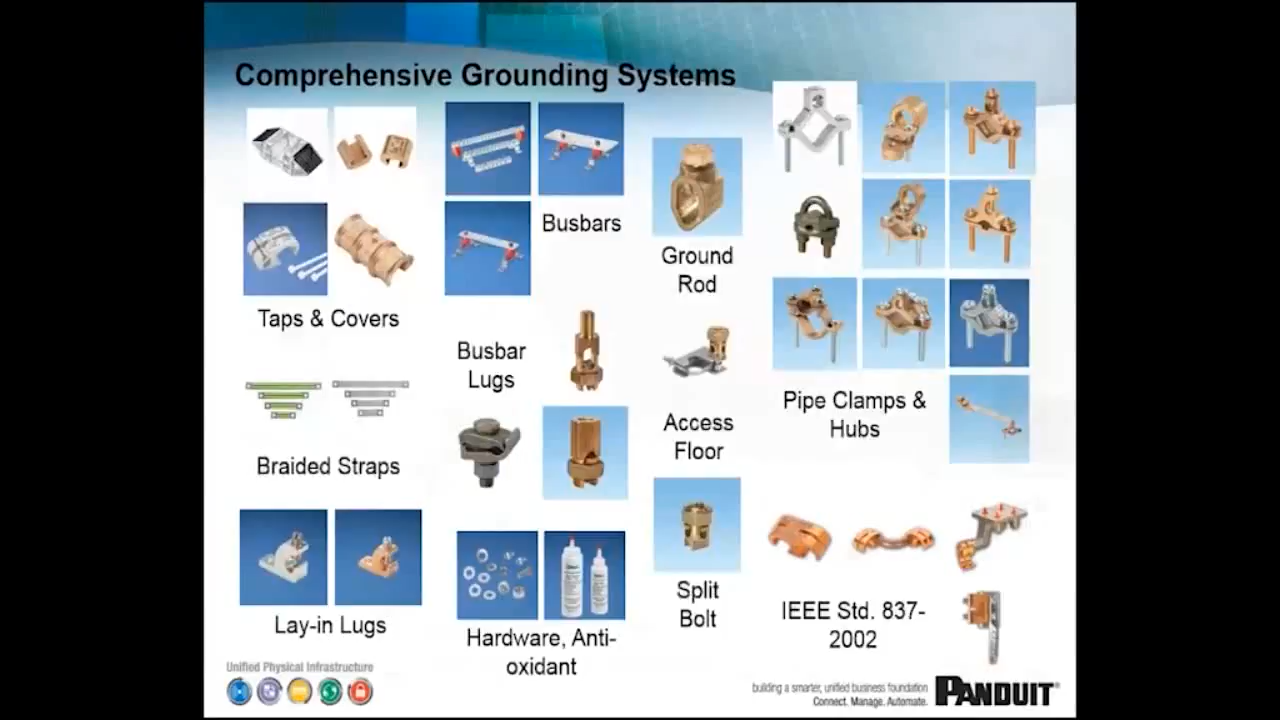 Comprehensive Grounding Systems
Taps & Covers
Busbars
Ground
Rod
Busbar
Lugs
Access
Floor
Pipe Clamps &
Hubs
Braided Straps
Lay-in Lugs
Hardware, Anti-
oxidant
Split
Bolt
IEEE Std. 837-
2002
Unified Physical Infrastructure
building a smarter, unified business foundation
Connect. Manage. Automate.
PANDUIT